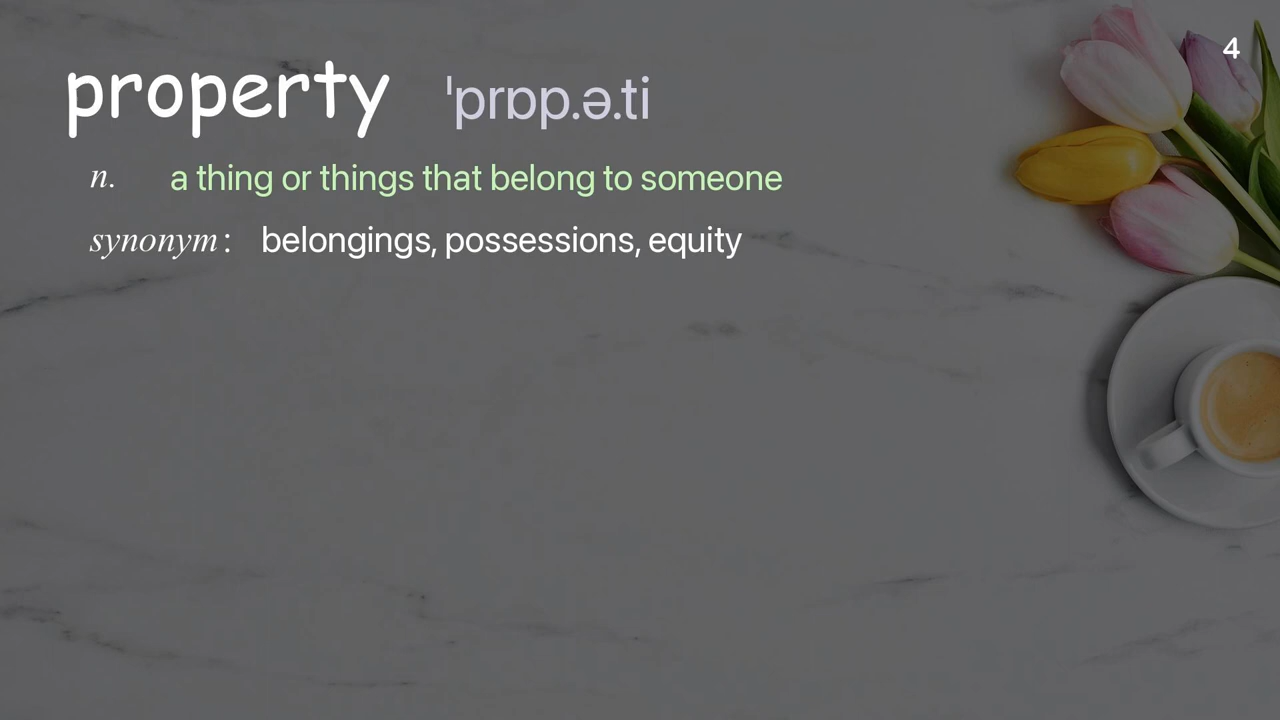 4
property ˈprɒp.ə.ti
n. a thing or things that belong to someone
synonym: belongings, possessions, equity